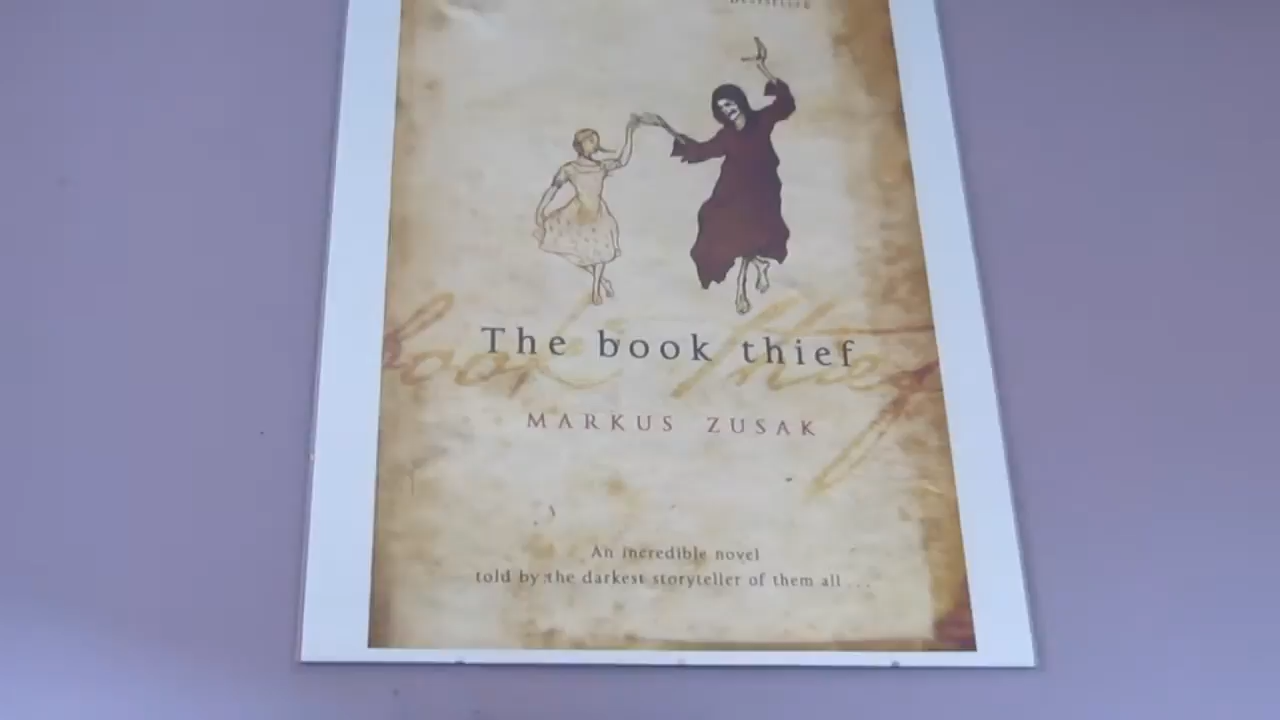 The book thief
MARKUS ZUSAK
An incredible novel
told by the darkest storyteller of them all ...